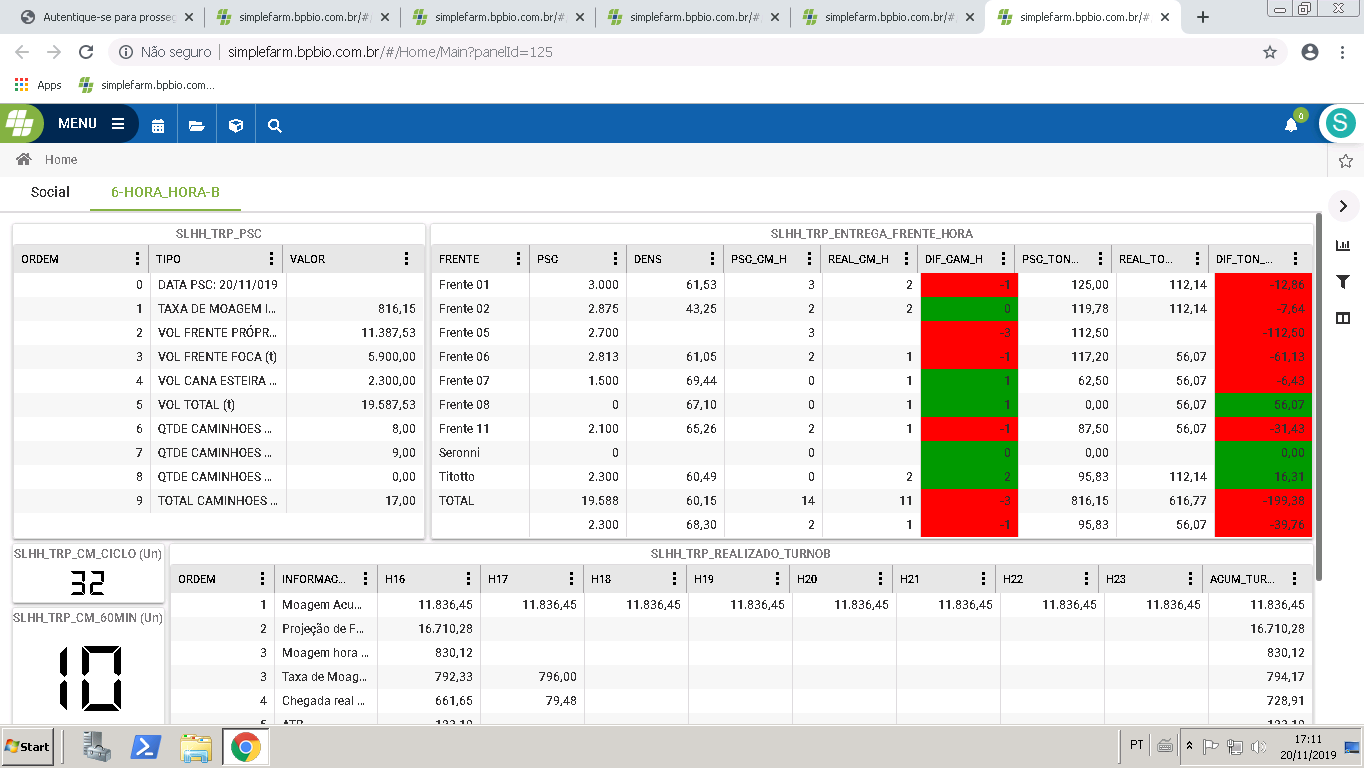 Autentique-se para prosseg
simplefarm.bpbio.com.br/#/
simplefarm.bpbio.com.br/#/
simplefarm.bpbio.com.br/#/
simplefarm.bpbio.com.br/#/
simplefarm.bpbio.com.br/#/
Não seguro | simplefarm.bpbio.com.br/#/Home/Main?panelId=125
Apps simplefarm.bpbio.com....
MENU
0
S
Home
Social 6-HORA_HORA-B
SLHH_TRP_PSC
ORDEM TIPO VALOR
0 DATA PSC: 20/11/019
1 TAXA DE MOAGEM I... 816,15
2 VOL FRENTE PRÓPR... 11.387,53
3 VOL FRENTE FOCA (t) 5.900,00
4 VOL CANA ESTEIRA ... 2.300,00
5 VOL TOTAL (t) 19.587,53
6 QTDE CAMINHOES ... 8,00
7 QTDE CAMINHOES ... 9,00
8 QTDE CAMINHOES ... 0,00
9 TOTAL CAMINHOES ... 17,00
SLHH_TRP_ENTREGA_FRENTE_HORA
FRENTE PSC DENS PSC_CM_H REAL_CM_H DIF_CAM_H PSC_TON... REAL_TO... DIF_TON_...
Frente 01 3.000 61,53 3 2 -1 125,00 112,14 -12,86
Frente 02 2.875 43,25 2 2 0 119,78 112,14 -7,64
Frente 05 2.700 3 -3 112,50 -112,50
Frente 06 2.813 61,05 2 1 -1 117,20 56,07 -61,13
Frente 07 1.500 69,44 0 1 1 62,50 56,07 -6,43
Frente 08 0 67,10 0 1 1 0,00 56,07 56,07
Frente 11 2.100 65,26 2 1 -1 87,50 56,07 -31,43
Seronni 0 0 0 0,00 0,00
Titotto 2.300 60,49 0 2 2 95,83 112,14 16,31
TOTAL 19.588 60,15 14 11 -3 816,15 616,77 -199,38
2.300 68,30 2 1 -1 95,83 56,07 -39,76
SLHH_TRP_CM_CICLO (Un)
32
SLHH_TRP_CM_60MIN (Un)
10
SLHH_TRP_REALIZADO_TURNOB
ORDEM INFORMAC... H16 H17 H18 H19 H20 H21 H22 H23 ACUM_TUR...
1 Moagem Acu... 11.836,45 11.836,45 11.836,45 11.836,45 11.836,45 11.836,45 11.836,45 11.836,45 11.836,45
2 Projeção de F... 16.710,28 16.710,28
3 Moagem hora ... 830,12 830,12
3 Taxa de Moag... 792,33 796,00 794,17
4 Chegada real ... 661,65 79,48 728,91
Start
PT
17:11
20/11/2019